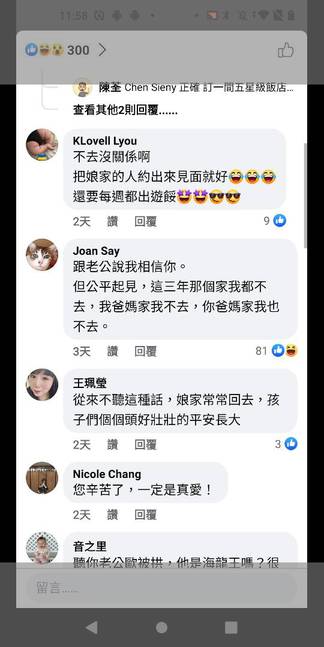 11:58
300
陳荃 Chen Sieny 正確 訂一間五星級飯店...
查看其他2則回覆......
KLovell Lyou
不去沒關係啊
把娘家的人約出來見面就好😂😂😂
還要每週都出遊餒🤩🤩😎😎
2天 讚 回覆 9
Joan Say
跟老公說我相信你。
但公平起見，這三年那個家我都不
去，我爸媽家我不去，你爸媽家我也
不去。
3天 讚 回覆 81
王珮瑩
從來不聽這種話，娘家常常回去，孩
子們個個頭好壯壯的平安長大
2天 讚 回覆 3
Nicole Chang
您辛苦了，一定是真愛！
2天 讚 回覆
音之里
聽你老公歐被拱，他是海龍王嗎？很
留言......